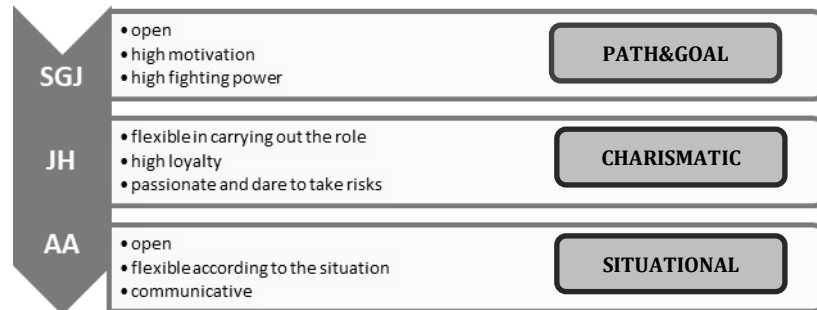 SGJ
• open
• high motivation
• high fighting power
PATH&GOAL
JH
• flexible in carrying out the role
• high loyalty
• passionate and dare to take risks
CHARISMATIC
AA
• open
• flexible according to the situation
• communicative
SITUATIONAL